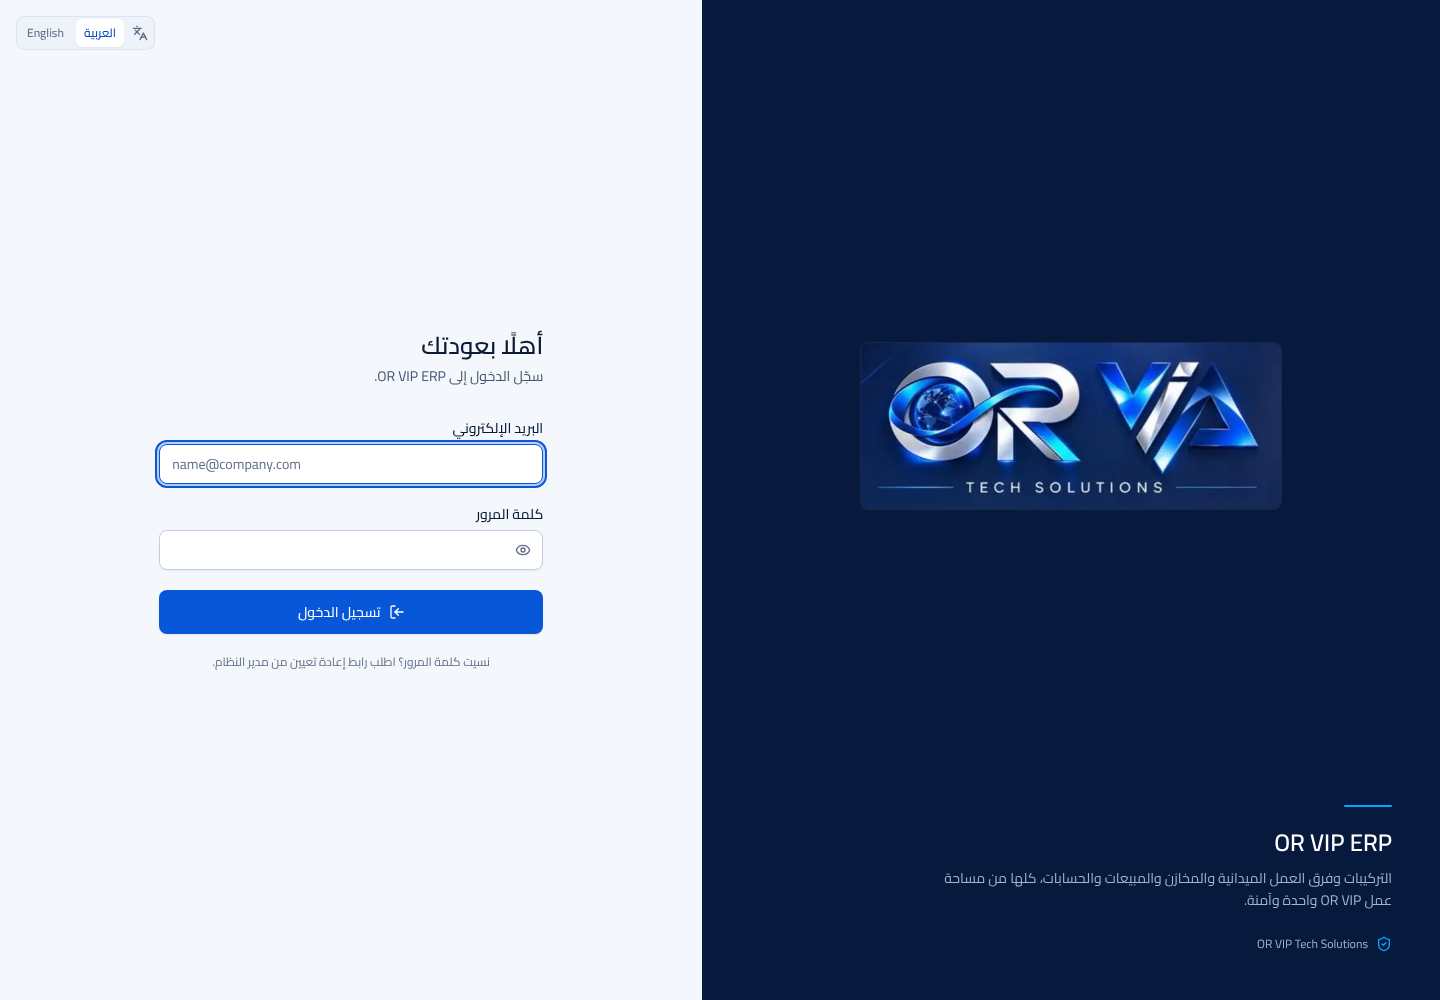 English
العربية
أهلًا بعودتك
سجّل الدخول إلى OR VIP ERP.
البريد الإلكتروني
name@company.com
كلمة المرور
تسجيل الدخول
نسيت كلمة المرور؟ اطلب رابط إعادة تعيين من مدير النظام.
OR VIA
TECH SOLUTIONS
OR VIP ERP
التركيبات وفرق العمل الميدانية والمخازن والمبيعات والحسابات، كلها من مساحة
عمل OR VIP واحدة وآمنة.
OR VIP Tech Solutions